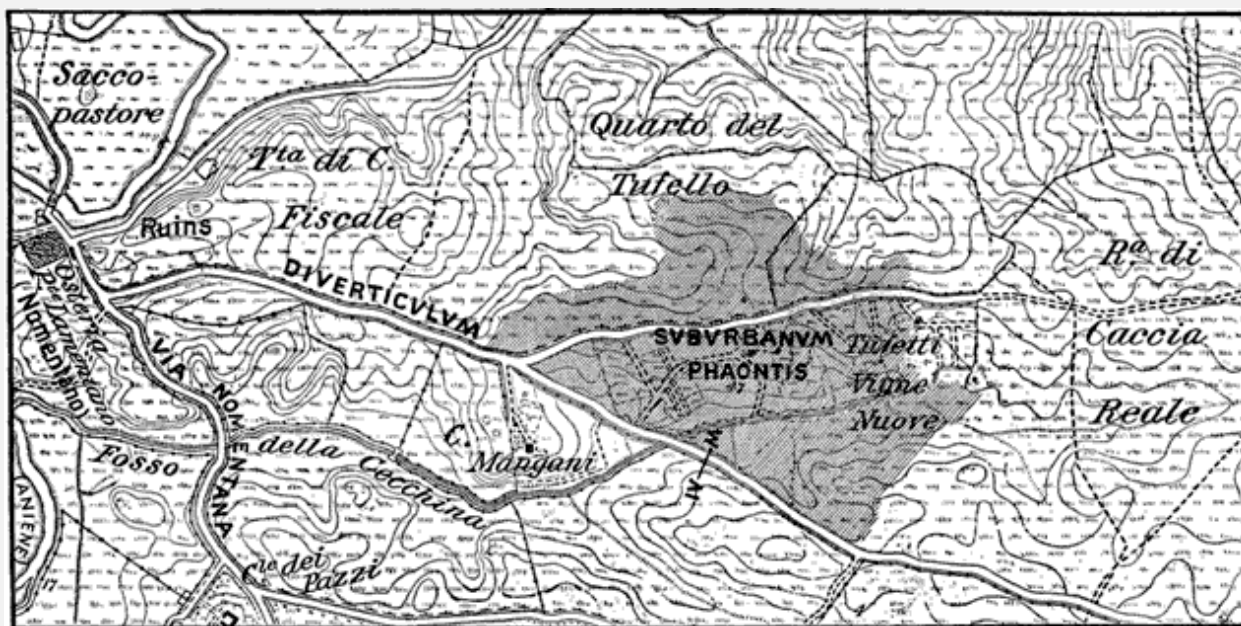 Sacco-
pastore
Quarto del
Tufello
Tta di C.
Fiscale
Ruins
DIVERTICVLVM
Osteria
(Nomentano)
VIA NOMENTANA
SVBVRBANVM
PHAONTIS
Tufetti
Vigne
Nuove
Ra. di
Caccia
Reale
C.
Mangani
Fosso
della Cecchina
ANIENE
17
Cle dei
Pazzi